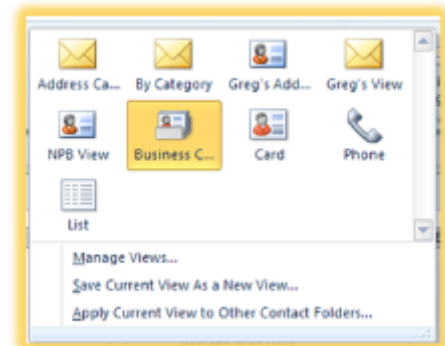 Address Ca... By Category Greg's Add... Greg's View
NPB View Business C... Card Phone
List
Manage Views...
Save Current View As a New View...
Apply Current View to Other Contact Folders...